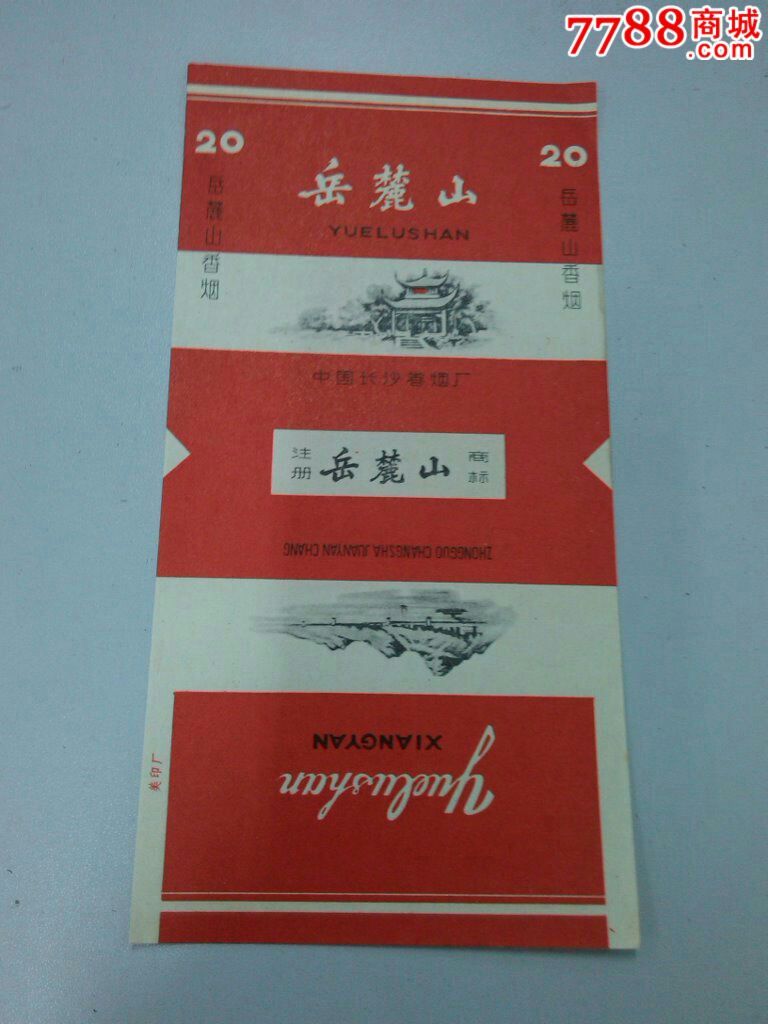 7788商城
.com
20
20
岳麓山
YUELUSHAN
岳麓山香烟
岳麓山香烟
中国长沙卷烟厂
注册
岳麓山
商标
ZHONGGUO CHANGSHA JUANYAN CHANG
XIANGYAN
Yuelushan
美印厂